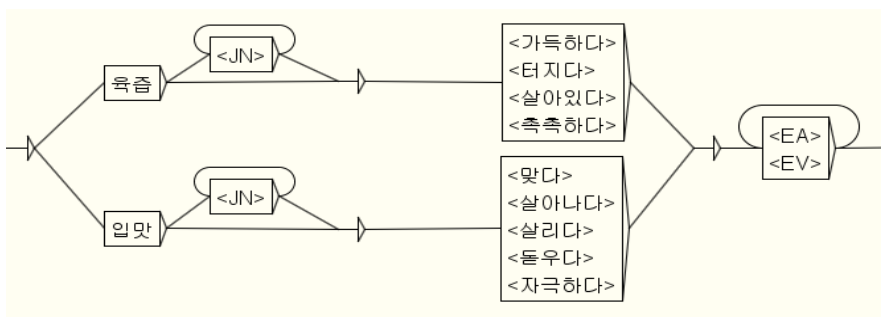 육즙
<JN>
<가득하다>
<터지다>
<살아있다>
<촉촉하다>
입맛
<JN>
<맞다>
<살아나다>
<살리다>
<돋우다>
<자극하다>
<EA>
<EV>